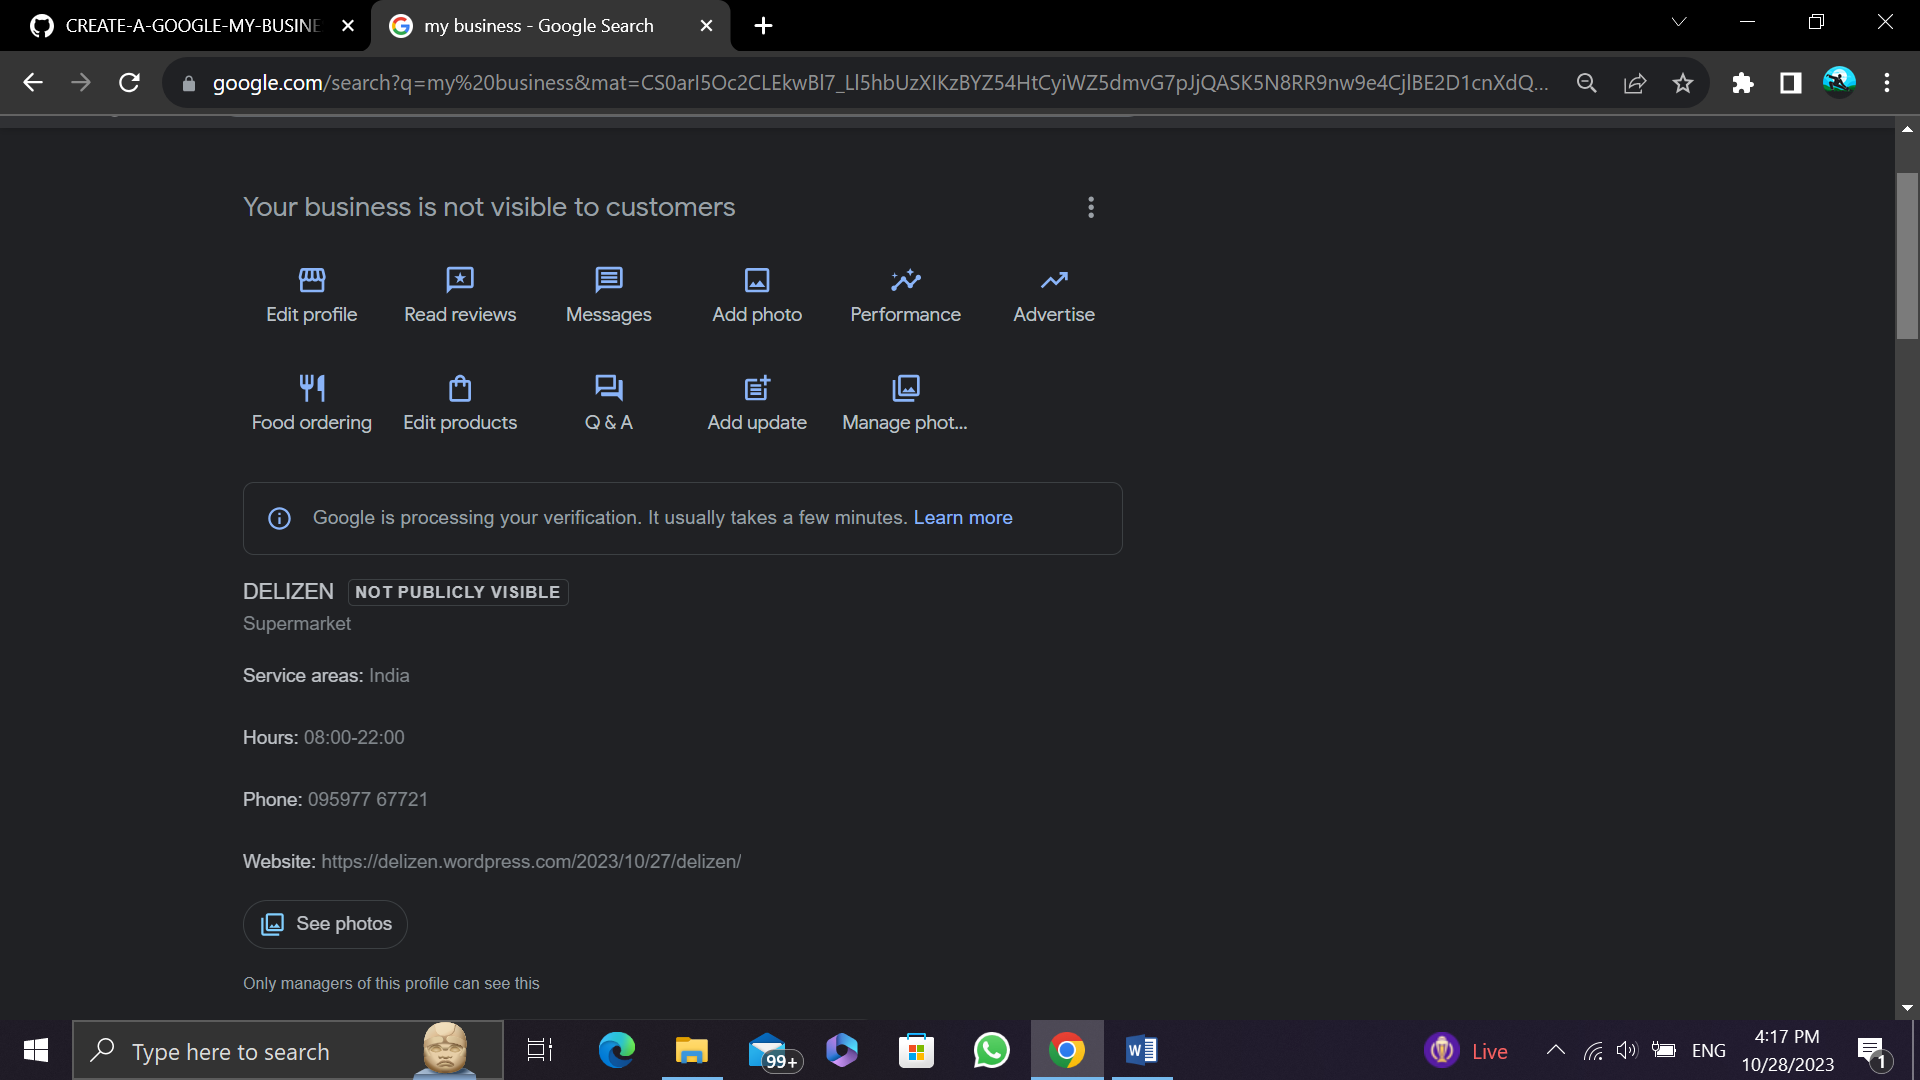 CREATE-A-GOOGLE-MY-BUSINE
my business - Google Search
google.com/search?q=my%20business&mat=CS0arI5Oc2CLEkwBl7_Ll5hbUzXIKzBYZ54HtCyiWZ5dmvG7pJjQASK5N8RR9nw9e4CjlBE2D1cnXdQ...
Your business is not visible to customers
Edit profile Read reviews Messages Add photo Performance Advertise
Food ordering Edit products Q & A Add update Manage phot...
Google is processing your verification. It usually takes a few minutes. Learn more
DELIZEN NOT PUBLICLY VISIBLE
Supermarket
Service areas: India
Hours: 08:00-22:00
Phone: 095977 67721
Website: https://delizen.wordpress.com/2023/10/27/delizen/
See photos
Only managers of this profile can see this
Type here to search
99+
Live
ENG
4:17 PM
10/28/2023
1